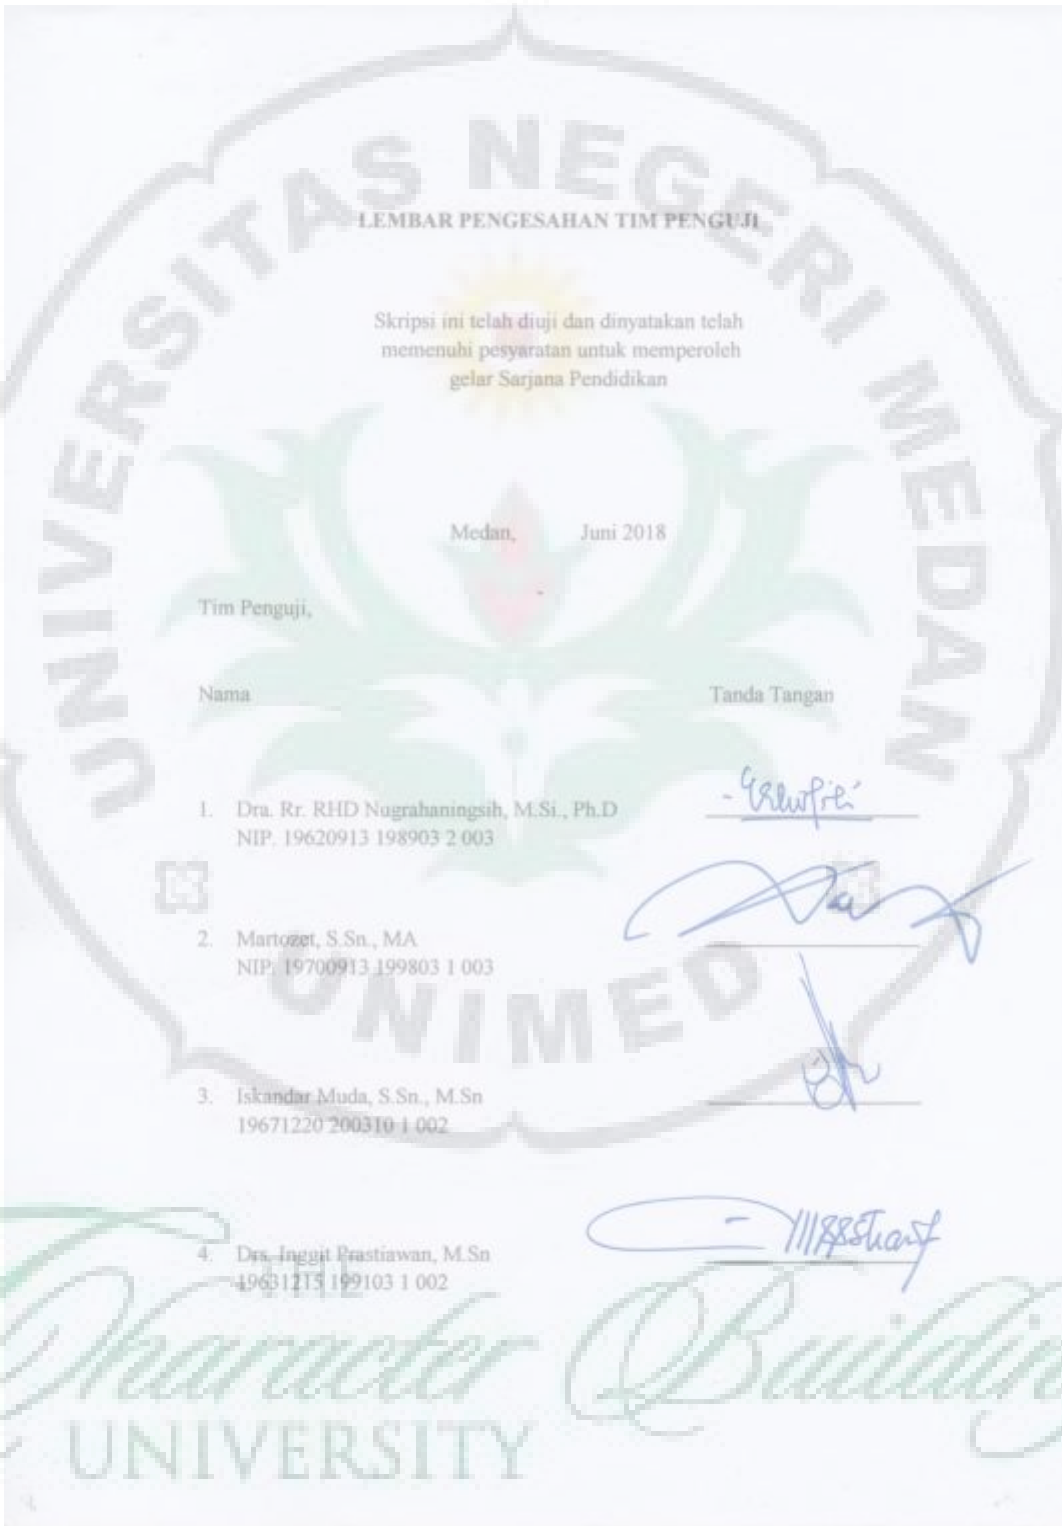 UNIVERSITAS NEGERI MEDAN
LEMBAR PENGESAHAN TIM PENGUJI
Skripsi ini telah diuji dan dinyatakan telah
memenuhi pesyaratan untuk memperoleh
gelar Sarjana Pendidikan
Medan, Juni 2018
Tim Penguji,
Nama Tanda Tangan
1. Dra. Rr. RHD Nugrahaningsih, M.Si., Ph.D
NIP. 19620913 198903 2 003
2. Martozet, S.Sn., MA
NIP. 19700913 199803 1 003
UNIMED
3. Iskandar Muda, S.Sn., M.Sn
19671220 200310 1 002
4. Drs. Inggit Prastiawan, M.Sn
19631215 199103 1 002
THE
Character Buildin
UNIVERSITY